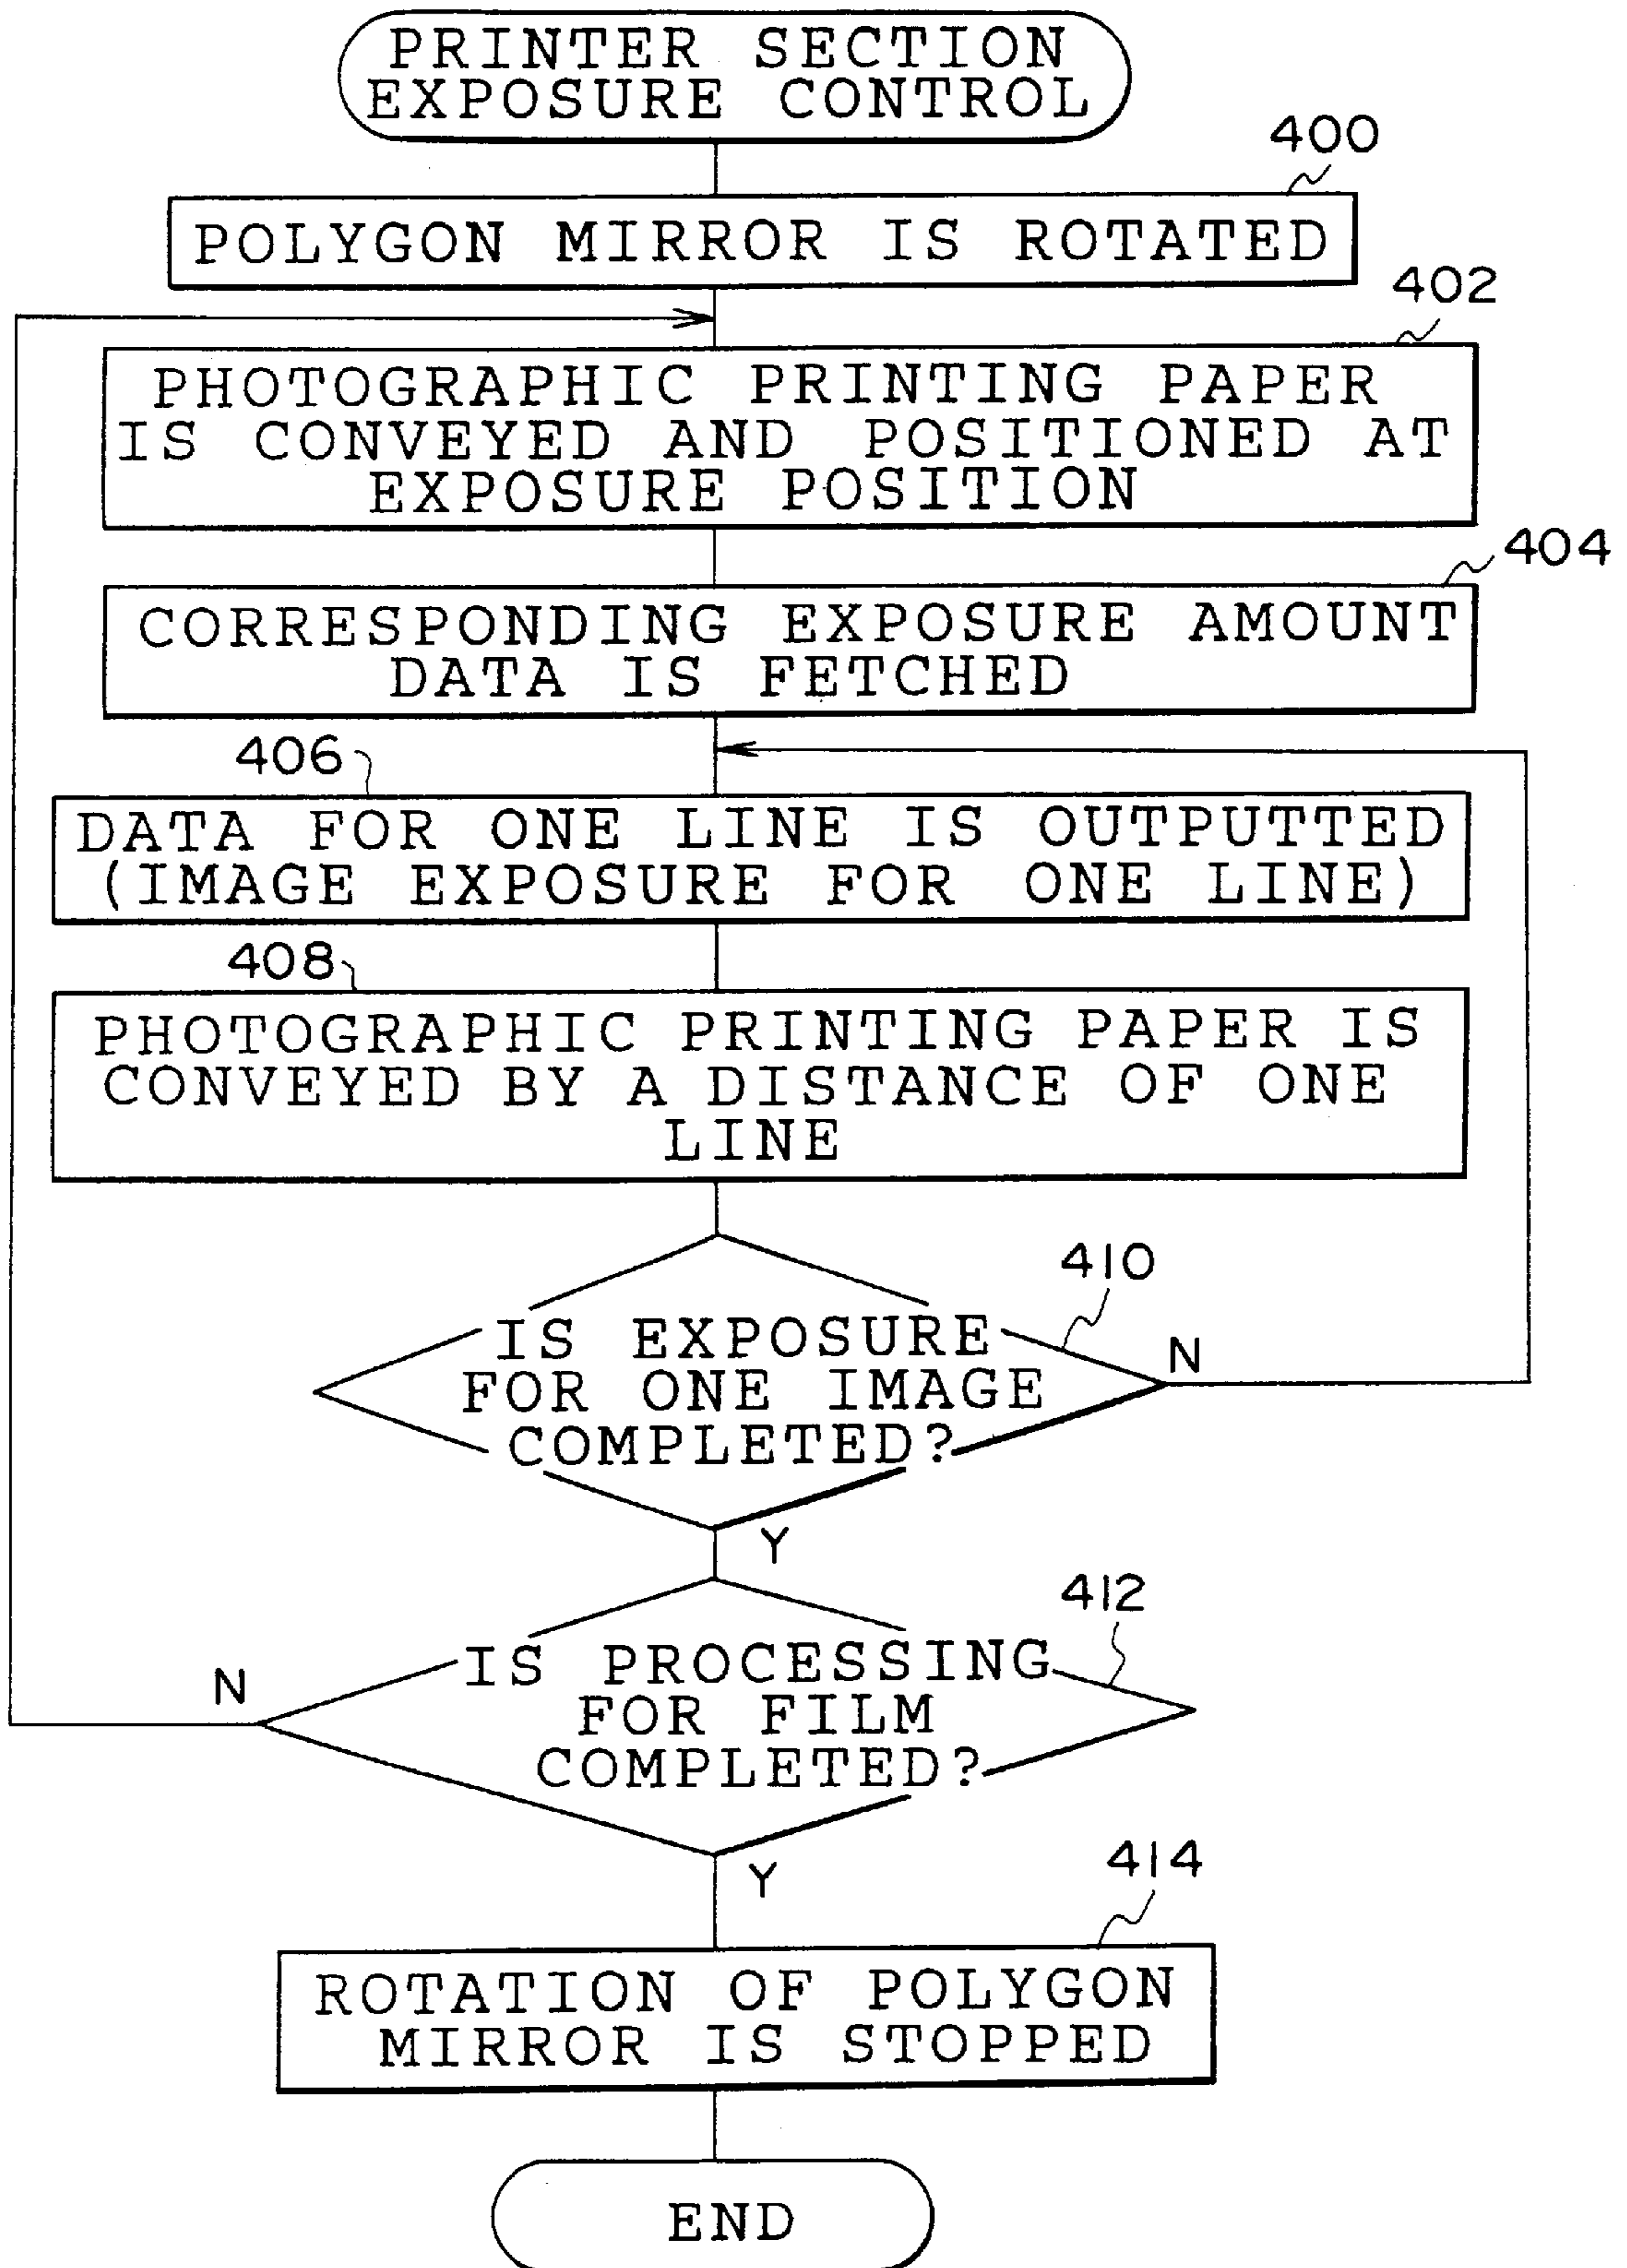 PRINTER SECTION
EXPOSURE CONTROL
400
POLYGON MIRROR IS ROTATED
402
PHOTOGRAPHIC PRINTING PAPER
IS CONVEYED AND POSITIONED AT
EXPOSURE POSITION
404
CORRESPONDING EXPOSURE AMOUNT
DATA IS FETCHED
406
DATA FOR ONE LINE IS OUTPUTTED
(IMAGE EXPOSURE FOR ONE LINE)
408
PHOTOGRAPHIC PRINTING PAPER IS
CONVEYED BY A DISTANCE OF ONE
LINE
410
IS EXPOSURE
FOR ONE IMAGE
COMPLETED?
N
Y
412
IS PROCESSING
FOR FILM
COMPLETED?
N
Y
414
ROTATION OF POLYGON
MIRROR IS STOPPED
END